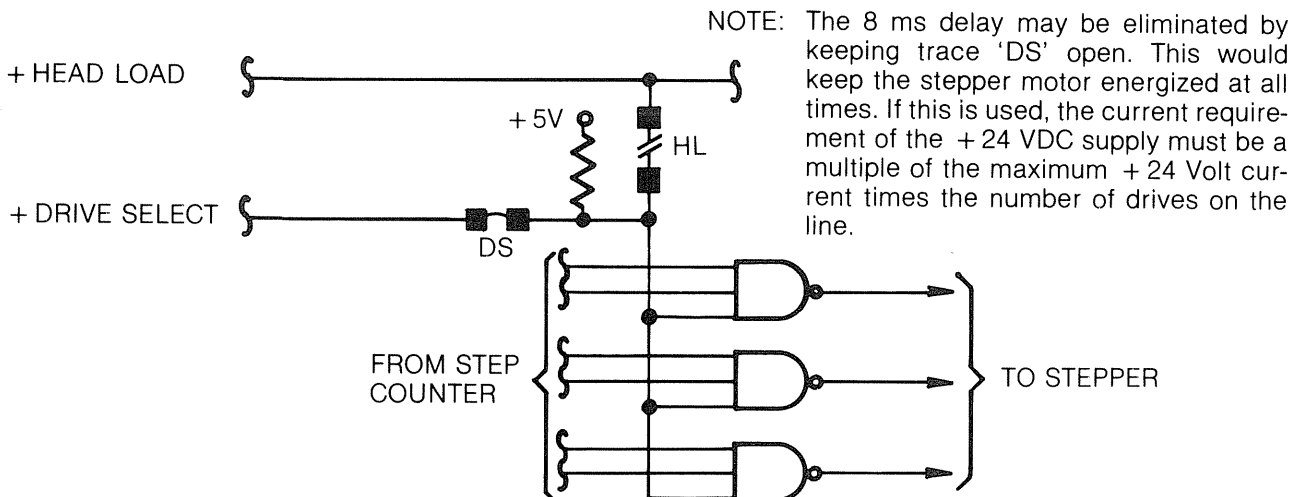 NOTE: The 8 ms delay may be eliminated by
keeping trace 'DS' open. This would
keep the stepper motor energized at all
times. If this is used, the current require-
ment of the +24 VDC supply must be a
multiple of the maximum +24 Volt cur-
rent times the number of drives on the
line.
+ HEAD LOAD
+ 5V
HL
+ DRIVE SELECT
DS
FROM STEP
COUNTER
TO STEPPER